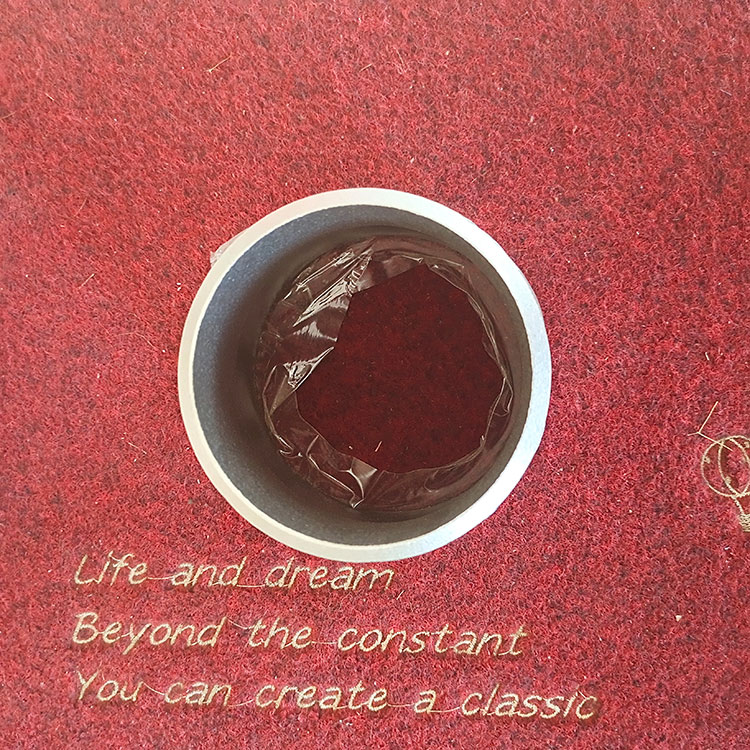 Life and dream
Beyond the constant
You can create a classic